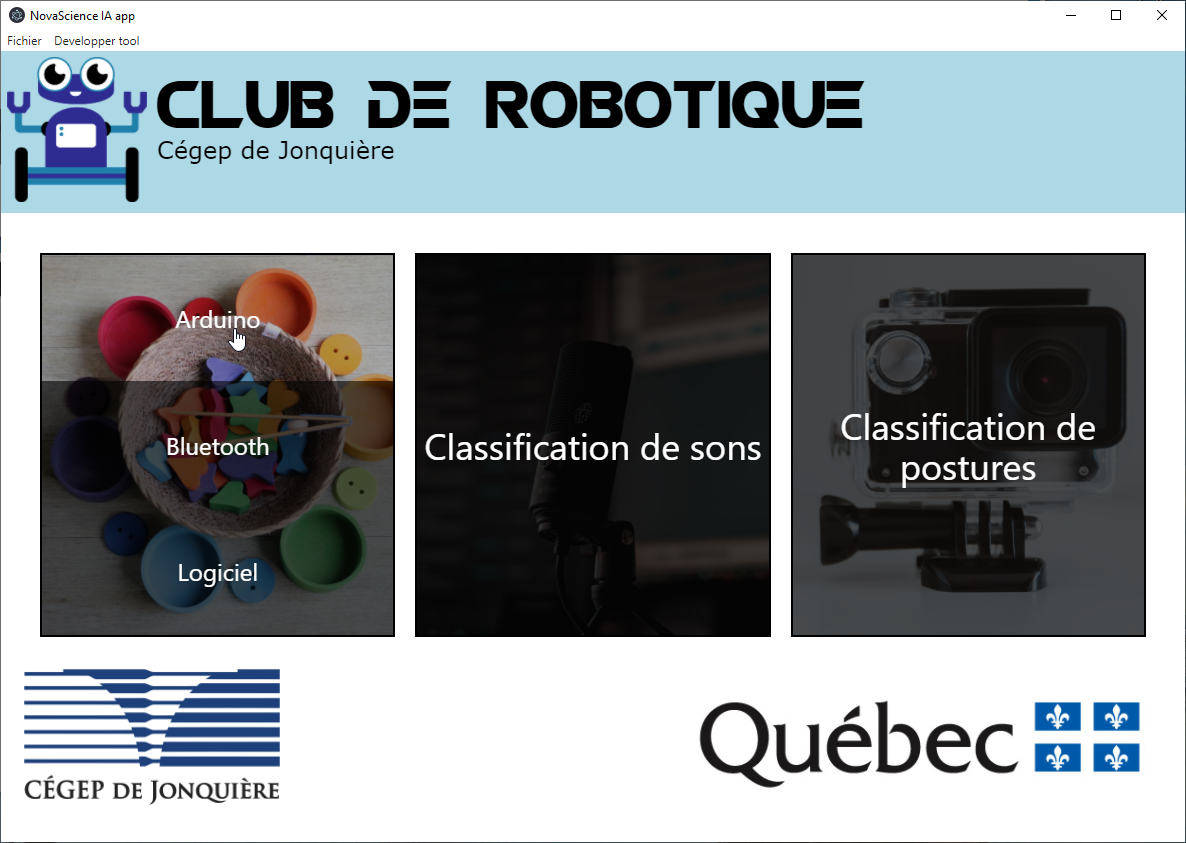 NovaScience IA app
Fichier Developper tool
CLUB DE ROBOTIQUE
Cégep de Jonquière
Arduino
Bluetooth
Logiciel
Classification de sons
Classification de
postures
CÉGEP DE JONQUIÈRE
Québec